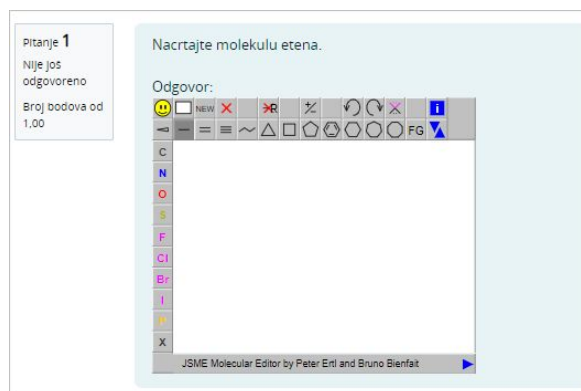 Pitanje 1
Nije još
odgovoreno
Broj bodova od
1,00
Nacrtajte molekulu etena.
Odgovor:
NEW R +/- i
FG
C
N
O
S
F
Cl
Br
I
P
X
JSME Molecular Editor by Peter Ertl and Bruno Bienfait